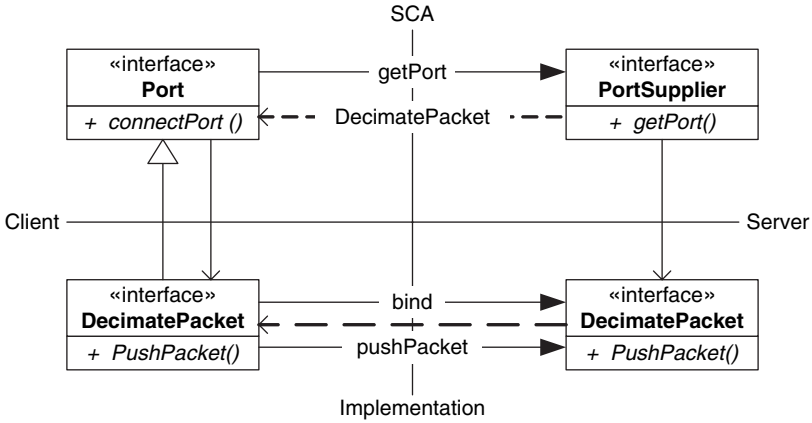 SCA
«interface»
Port
+ connectPort ()
getPort
DecimatePacket
«interface»
PortSupplier
+ getPort()
Client
Server
«interface»
DecimatePacket
+ PushPacket()
bind
pushPacket
«interface»
DecimatePacket
+ PushPacket()
Implementation